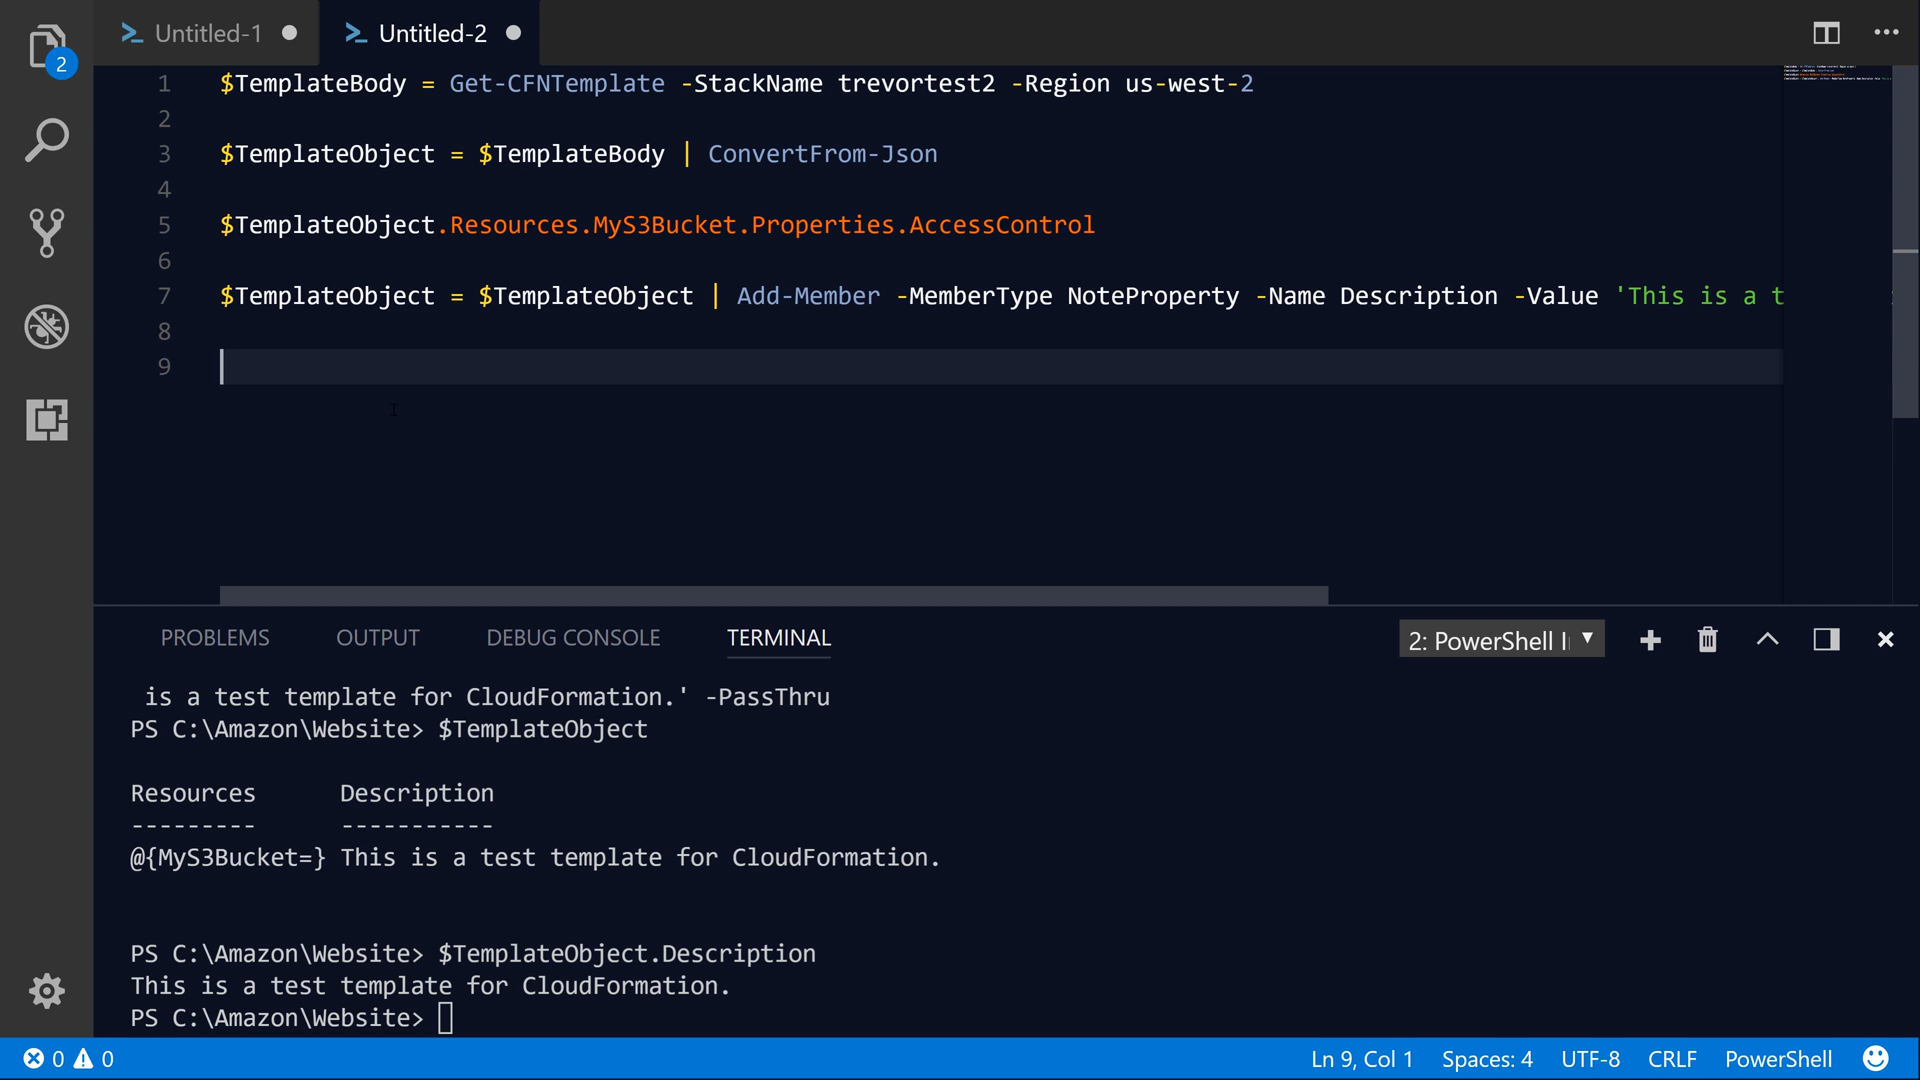 2
Untitled-1
Untitled-2
1 $TemplateBody = Get-CFNTemplate -StackName trevortest2 -Region us-west-2
2
3 $TemplateObject = $TemplateBody | ConvertFrom-Json
4
5 $TemplateObject.Resources.MyS3Bucket.Properties.AccessControl
6
7 $TemplateObject = $TemplateObject | Add-Member -MemberType NoteProperty -Name Description -Value 'This is a t
8
9
PROBLEMS OUTPUT DEBUG CONSOLE TERMINAL
2: PowerShell I
is a test template for CloudFormation.' -PassThru
PS C:\Amazon\Website> $TemplateObject
Resources Description
--------- -----------
@{MyS3Bucket=} This is a test template for CloudFormation.
PS C:\Amazon\Website> $TemplateObject.Description
This is a test template for CloudFormation.
PS C:\Amazon\Website>
0 0 Ln 9, Col 1 Spaces: 4 UTF-8 CRLF PowerShell